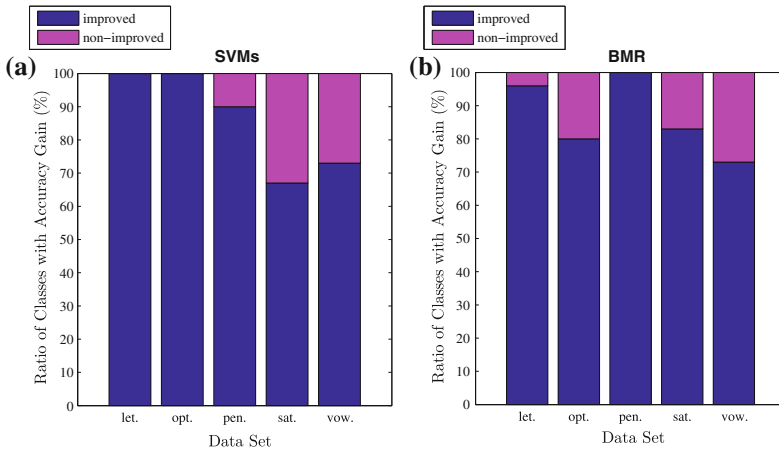 improved
non−improved
(a)
SVMs
Ratio of Classes with Accuracy Gain (%)
100
90
80
70
60
50
40
30
20
10
0
let. opt. pen. sat. vow.
Data Set
improved
non−improved
(b)
BMR
Ratio of Classes with Accuracy Gain (%)
100
90
80
70
60
50
40
30
20
10
0
let. opt. pen. sat. vow.
Data Set